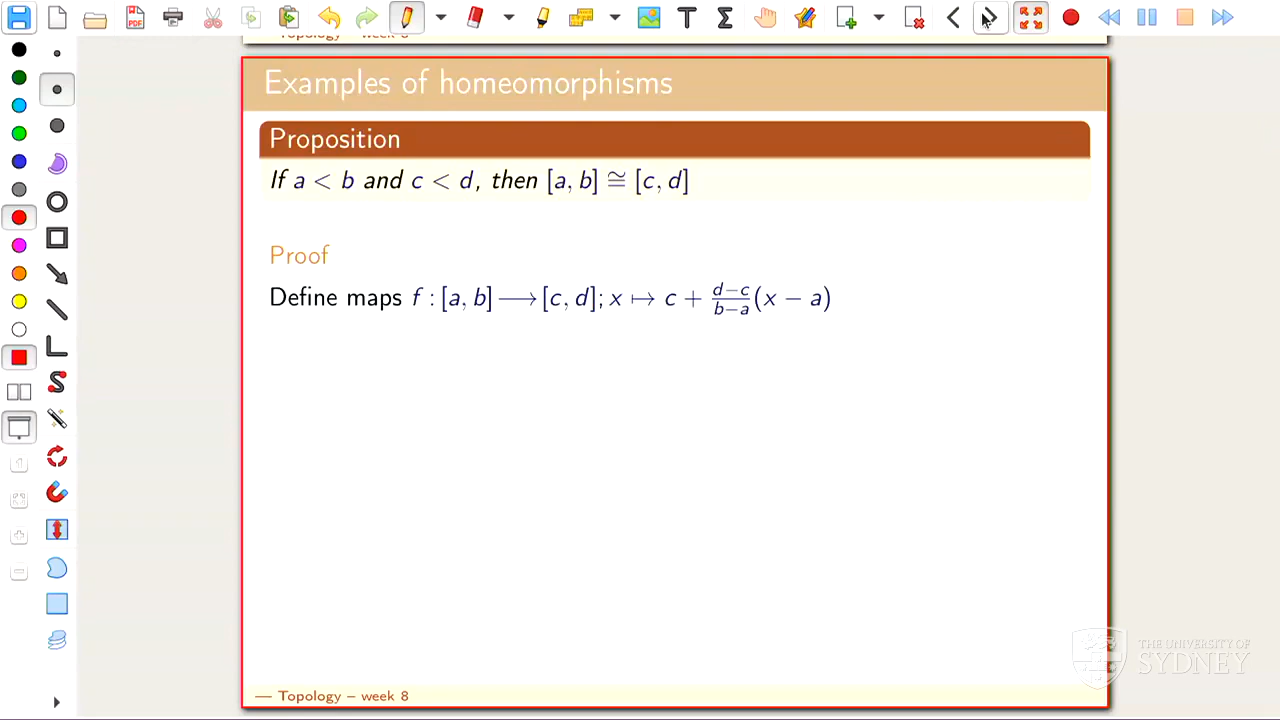 Topology – week 8
Examples of homeomorphisms
Proposition
If a < b and c < d, then [a, b] ≅ [c, d]
Proof
Define maps f : [a, b] ⟶ [c, d]; x ↦ c + d−c/b−a (x − a)
THE UNIVERSITY OF
SYDNEY
— Topology – week 8